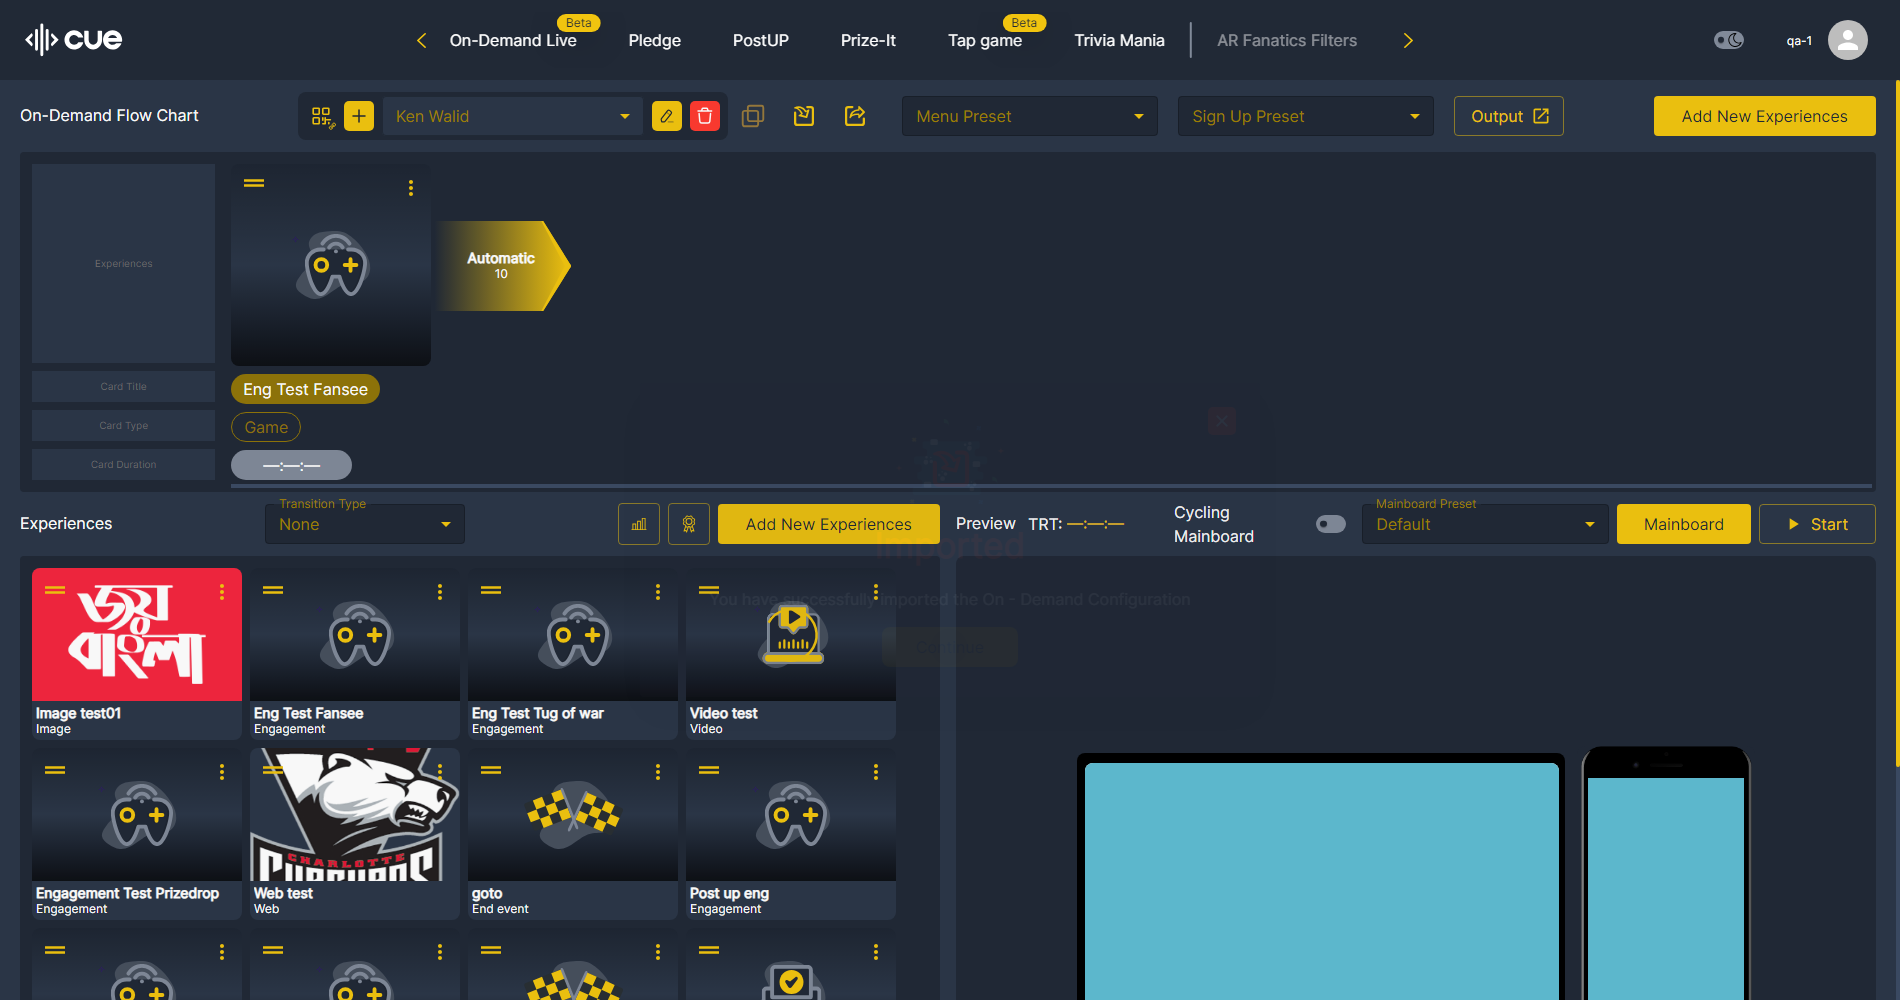 cue
On-Demand Live
Beta
Pledge
PostUP
Prize-It
Tap game
Beta
Trivia Mania
AR Fanatics Filters
qa-1
On-Demand Flow Chart
Ken Walid
Menu Preset
Sign Up Preset
Output
Add New Experiences
Experiences
Automatic
10
Card Title
Eng Test Fansee
Card Type
Game
Card Duration
—:—:—
Experiences
Transition Type
None
Add New Experiences
Preview
TRT: —:—:—
Cycling
Mainboard
Mainboard Preset
Default
Mainboard
Start
Imported
You have successfully imported the On - Demand Configuration
Continue
জয়
বাংলা
Image test01
Image
Eng Test Fansee
Engagement
Eng Test Tug of war
Engagement
Video test
Video
CHARLOTTE
Engagement Test Prizedrop
Engagement
Web test
Web
goto
End event
Post up eng
Engagement